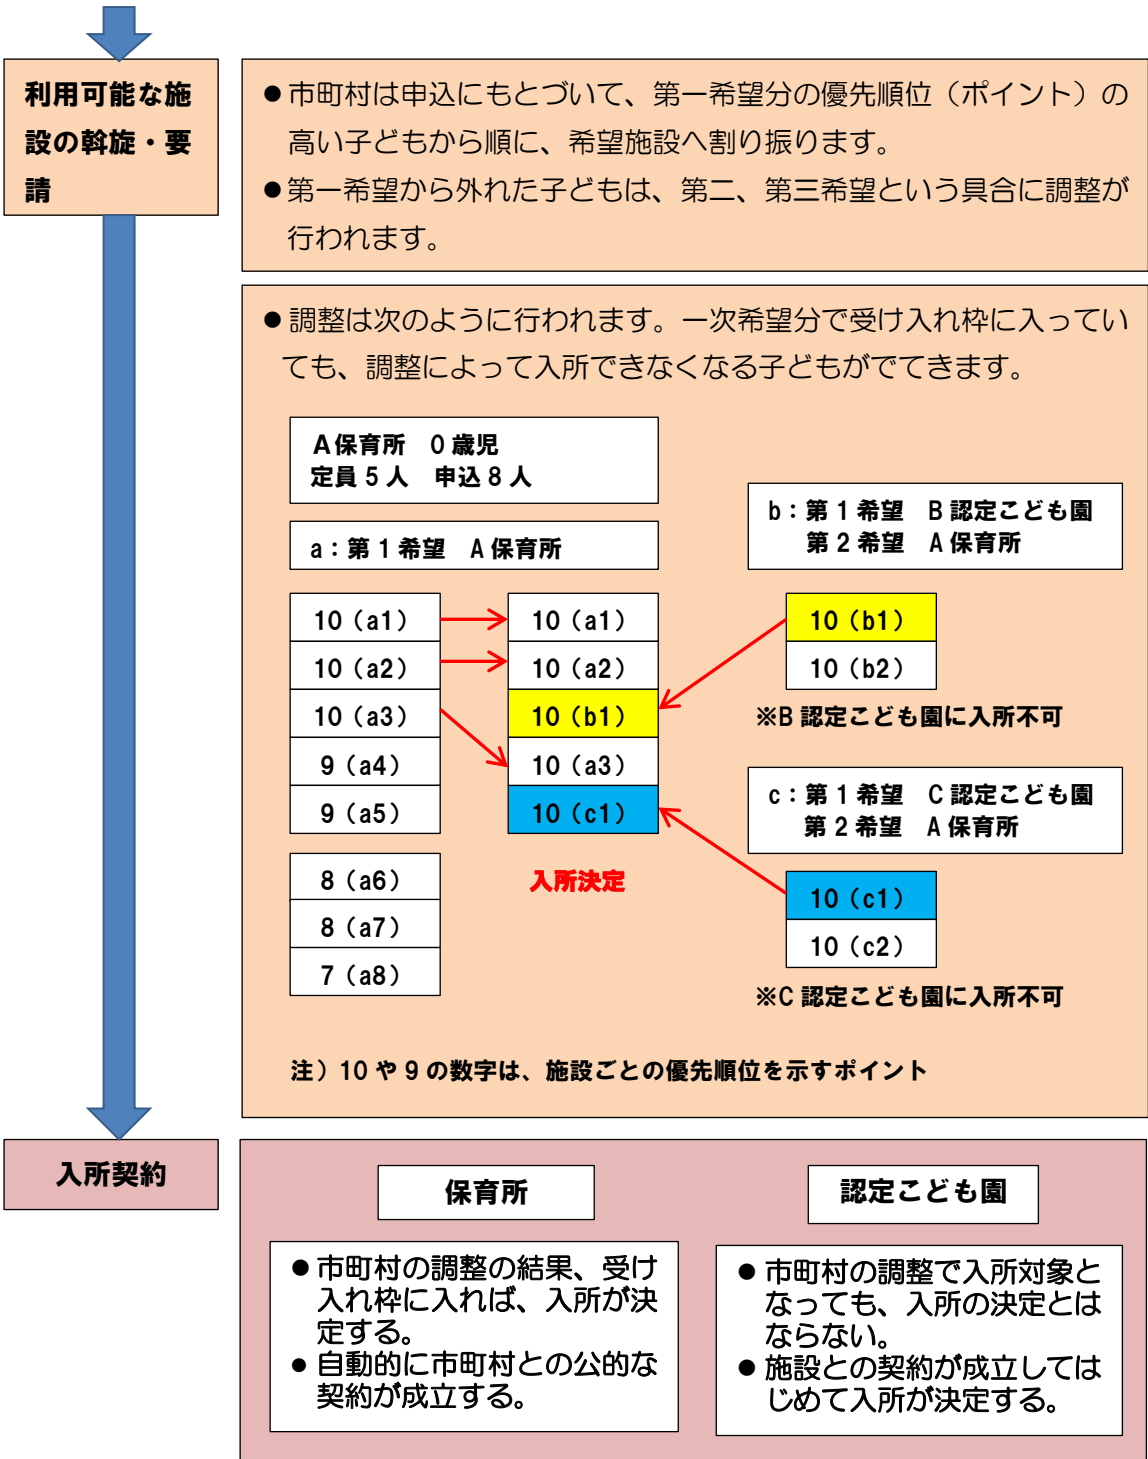 利用可能な施
設の斡旋・要
請
●市町村は申込にもとづいて、第一希望分の優先順位（ポイント）の
高い子どもから順に、希望施設へ割り振ります。
●第一希望から外れた子どもは、第二、第三希望という具合に調整が
行われます。
●調整は次のように行われます。一次希望分で受け入れ枠に入ってい
ても、調整によって入所できなくなる子どもがでてきます。
A保育所　0歳児
定員5人　申込8人
a：第1希望　A保育所
b：第1希望　B認定こども園
第2希望　A保育所
10（a1）
10（a2）
10（a3）
9（a4）
9（a5）
8（a6）
8（a7）
7（a8）
10（a1）
10（a2）
10（b1）
10（a3）
10（c1）
入所決定
10（b1）
10（b2）
※B認定こども園に入所不可
c：第1希望　C認定こども園
第2希望　A保育所
10（c1）
10（c2）
※C認定こども園に入所不可
注）10や9の数字は、施設ごとの優先順位を示すポイント
入所契約
保育所
●市町村の調整の結果、受け
入れ枠に入れば、入所が決
定する。
●自動的に市町村との公的な
契約が成立する。
認定こども園
●市町村の調整で入所対象と
なっても、入所の決定とは
ならない。
●施設との契約が成立しては
じめて入所が決定する。